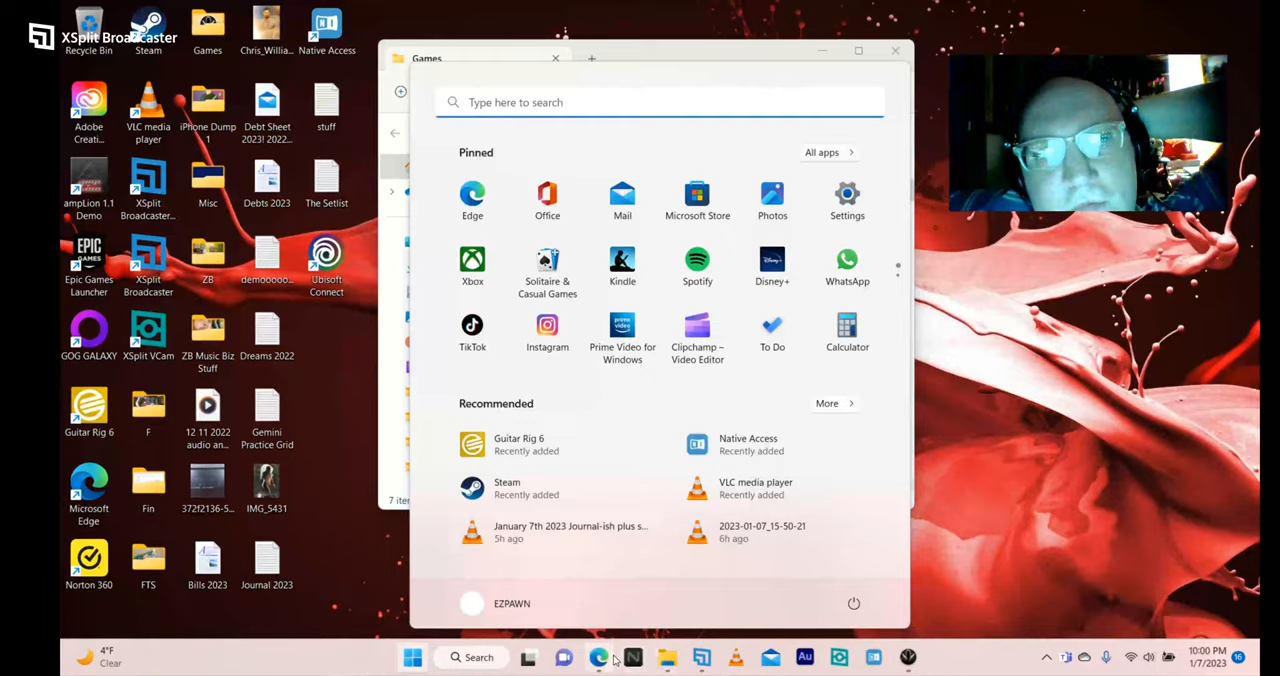 XSplit Broadcaster
Recycle Bin
Steam
Games
Chris_Willia...
Native Access
Adobe
Creati...
VLC media
player
iPhone Dump
1
Debt Sheet
2023! 2022...
stuff
ampLion 1.1
Demo
XSplit
Broadcaster...
Misc
Debts 2023
The Setlist
EPIC
GAMES
Epic Games
Launcher
XSplit
Broadcaster
ZB
demooooo...
Ubisoft
Connect
GOG GALAXY
XSplit VCam
ZB Music Biz
Stuff
Dreams 2022
Guitar Rig 6
F
12 11 2022
audio an...
Gemini
Practice Grid
Microsoft
Edge
Fin
372f2136-5...
IMG_5431
Norton 360
FTS
Bills 2023
Journal 2023
Games
7 iter
Type here to search
Pinned
All apps
Edge
Office
Mail
Microsoft Store
Photos
Settings
Xbox
Solitaire &
Casual Games
Kindle
Spotify
Disney+
WhatsApp
TikTok
Instagram
prime
video
Prime Video for
Windows
Clipchamp –
Video Editor
To Do
Calculator
Recommended
More
Guitar Rig 6
Recently added
Native Access
Recently added
Steam
Recently added
VLC media player
Recently added
January 7th 2023 Journal-ish plus s...
5h ago
2023-01-07_15-50-21
6h ago
EZPAWN
4°F
Clear
Search
N
Au
10:00 PM
1/7/2023
16